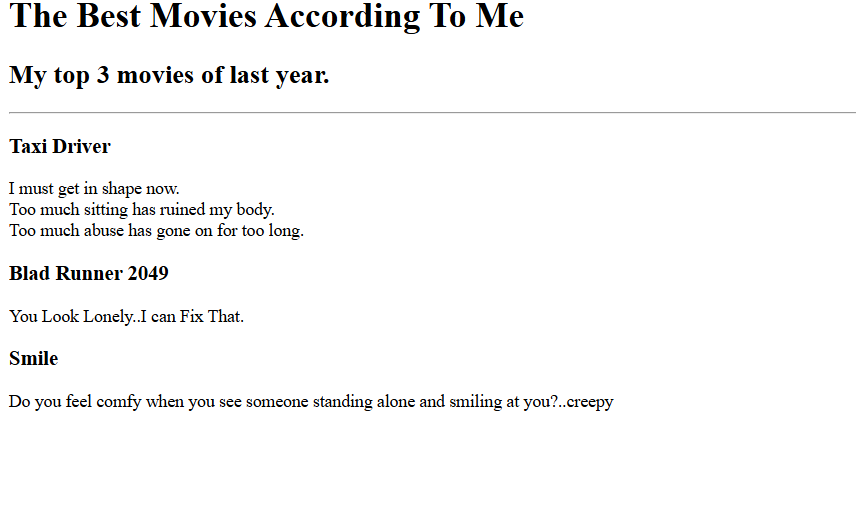 The Best Movies According To Me
My top 3 movies of last year.
Taxi Driver
I must get in shape now.
Too much sitting has ruined my body.
Too much abuse has gone on for too long.
Blad Runner 2049
You Look Lonely..I can Fix That.
Smile
Do you feel comfy when you see someone standing alone and smiling at you?..creepy